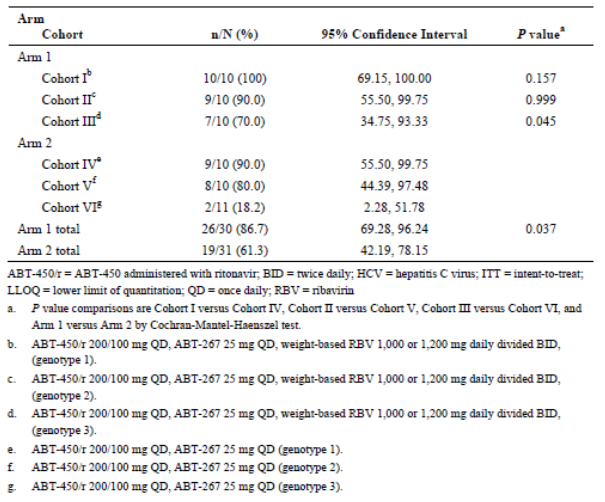 Arm
Cohort n/N (%) 95% Confidence Interval P valueᵃ
Arm 1
Cohort Iᵇ 10/10 (100) 69.15, 100.00 0.157
Cohort IIᶜ 9/10 (90.0) 55.50, 99.75 0.999
Cohort IIIᵈ 7/10 (70.0) 34.75, 93.33 0.045
Arm 2
Cohort IVᵉ 9/10 (90.0) 55.50, 99.75
Cohort Vᶠ 8/10 (80.0) 44.39, 97.48
Cohort VIᵍ 2/11 (18.2) 2.28, 51.78
Arm 1 total 26/30 (86.7) 69.28, 96.24 0.037
Arm 2 total 19/31 (61.3) 42.19, 78.15
ABT-450/r = ABT-450 administered with ritonavir; BID = twice daily; HCV = hepatitis C virus; ITT = intent-to-treat;
LLOQ = lower limit of quantitation; QD = once daily; RBV = ribavirin
a. P value comparisons are Cohort I versus Cohort IV, Cohort II versus Cohort V, Cohort III versus Cohort VI, and
Arm 1 versus Arm 2 by Cochran-Mantel-Haenszel test.
b. ABT-450/r 200/100 mg QD, ABT-267 25 mg QD, weight-based RBV 1,000 or 1,200 mg daily divided BID,
(genotype 1).
c. ABT-450/r 200/100 mg QD, ABT-267 25 mg QD, weight-based RBV 1,000 or 1,200 mg daily divided BID,
(genotype 2).
d. ABT-450/r 200/100 mg QD, ABT-267 25 mg QD, weight-based RBV 1,000 or 1,200 mg daily divided BID,
(genotype 3).
e. ABT-450/r 200/100 mg QD, ABT-267 25 mg QD (genotype 1).
f. ABT-450/r 200/100 mg QD, ABT-267 25 mg QD (genotype 2).
g. ABT-450/r 200/100 mg QD, ABT-267 25 mg QD (genotype 3).